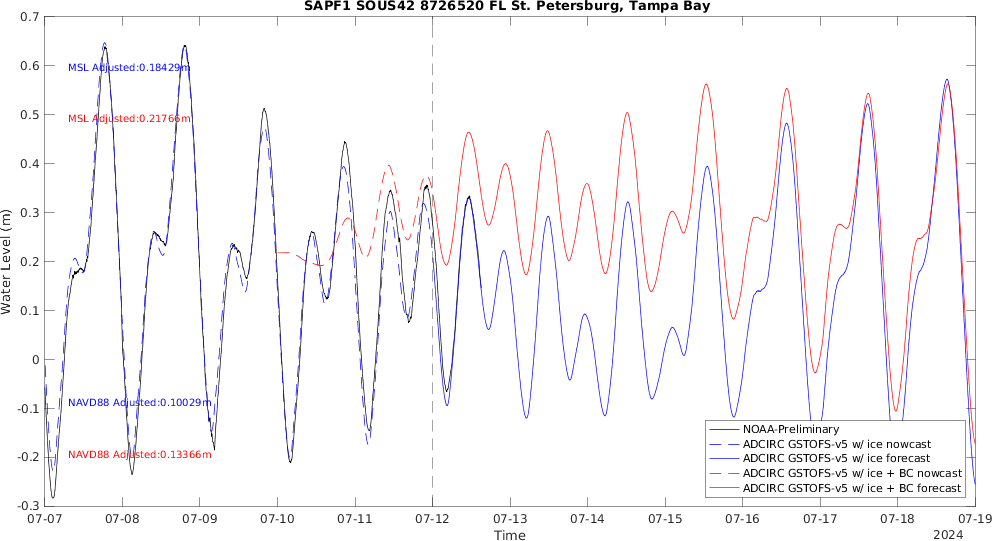 SAPF1 SOUS42 8726520 FL St. Petersburg, Tampa Bay
0.7
0.6
0.5
0.4
0.3
0.2
0.1
0
-0.1
-0.2
-0.3
Water Level (m)
MSL Adjusted:0.18429m
MSL Adjusted:0.21766m
NAVD88 Adjusted:0.10029m
NAVD88 Adjusted:0.13366m
NOAA-Preliminary
ADCIRC GSTOFS-v5 w/ ice nowcast
ADCIRC GSTOFS-v5 w/ ice forecast
ADCIRC GSTOFS-v5 w/ ice + BC nowcast
ADCIRC GSTOFS-v5 w/ ice + BC forecast
07-07 07-08 07-09 07-10 07-11 07-12 07-13 07-14 07-15 07-16 07-17 07-18 07-19
Time
2024